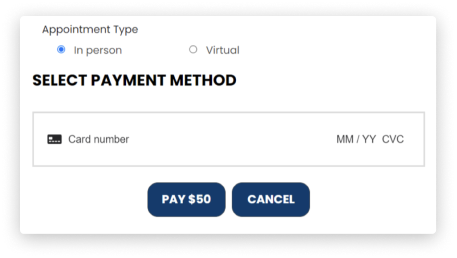 Appointment Type
In person Virtual
SELECT PAYMENT METHOD
Card number MM / YY CVC
PAY $50 CANCEL